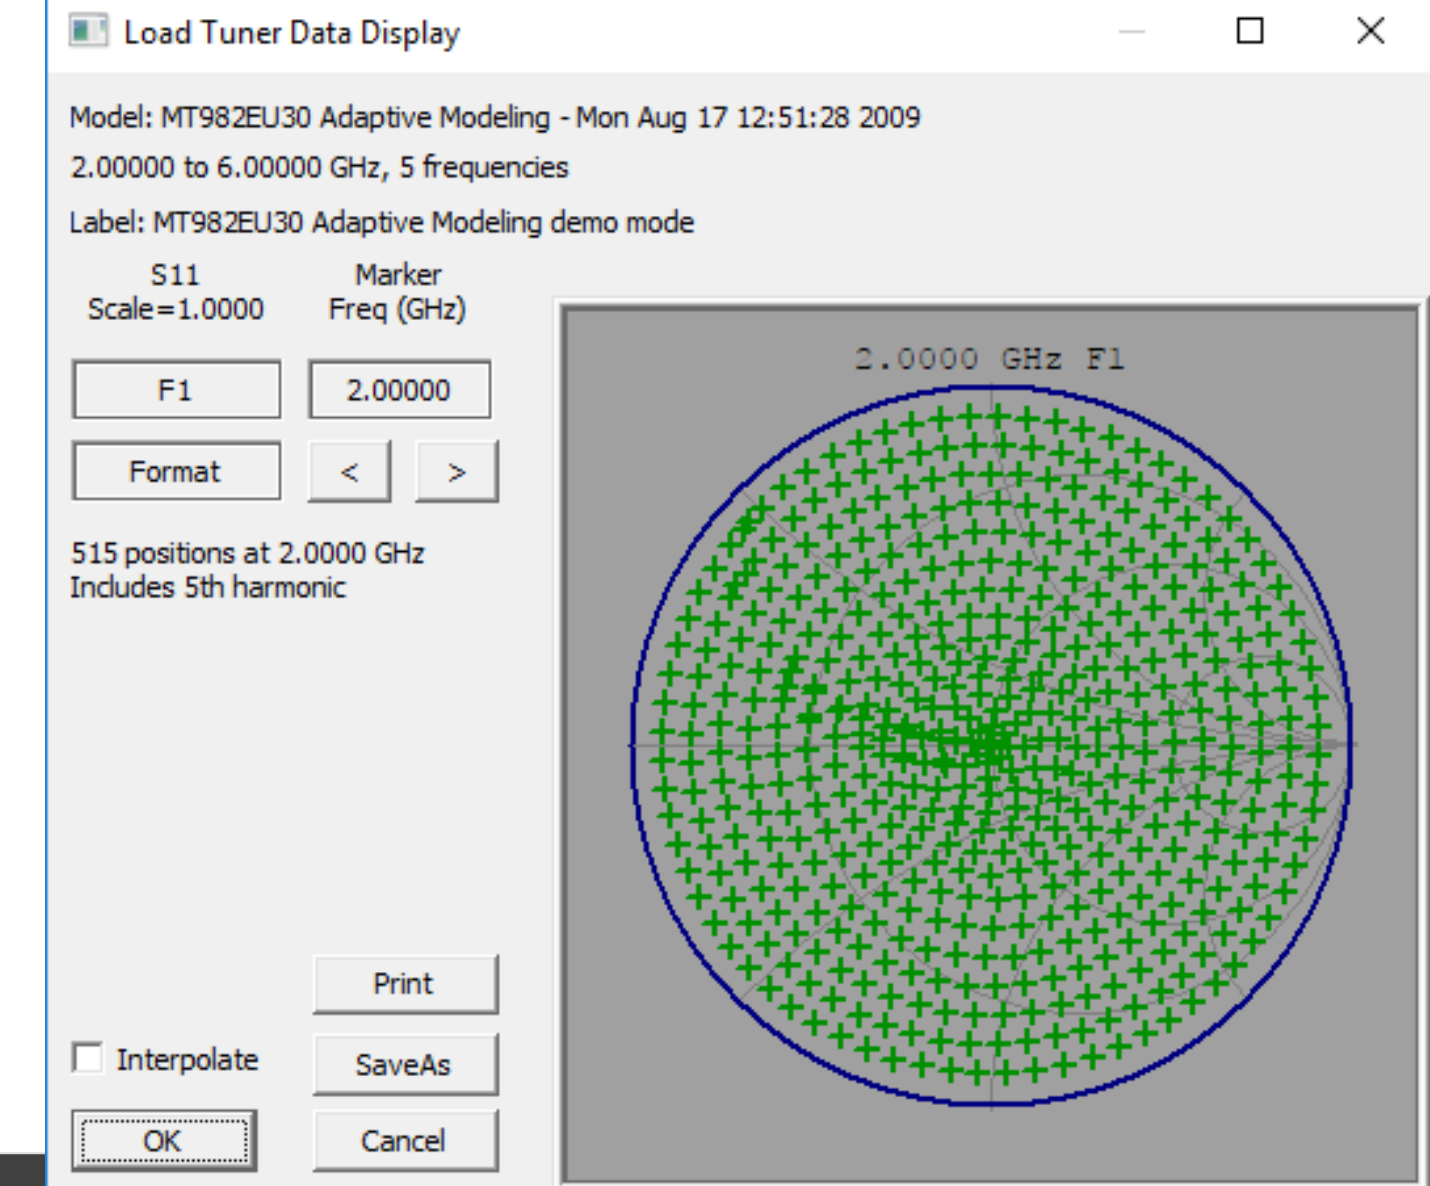 Load Tuner Data Display
Model: MT982EU30 Adaptive Modeling - Mon Aug 17 12:51:28 2009
2.00000 to 6.00000 GHz, 5 frequencies
Label: MT982EU30 Adaptive Modeling demo mode
S11
Scale=1.0000
Marker
Freq (GHz)
F1
2.00000
Format
<
>
515 positions at 2.0000 GHz
Includes 5th harmonic
2.0000 GHz F1
Print
Interpolate
SaveAs
OK
Cancel